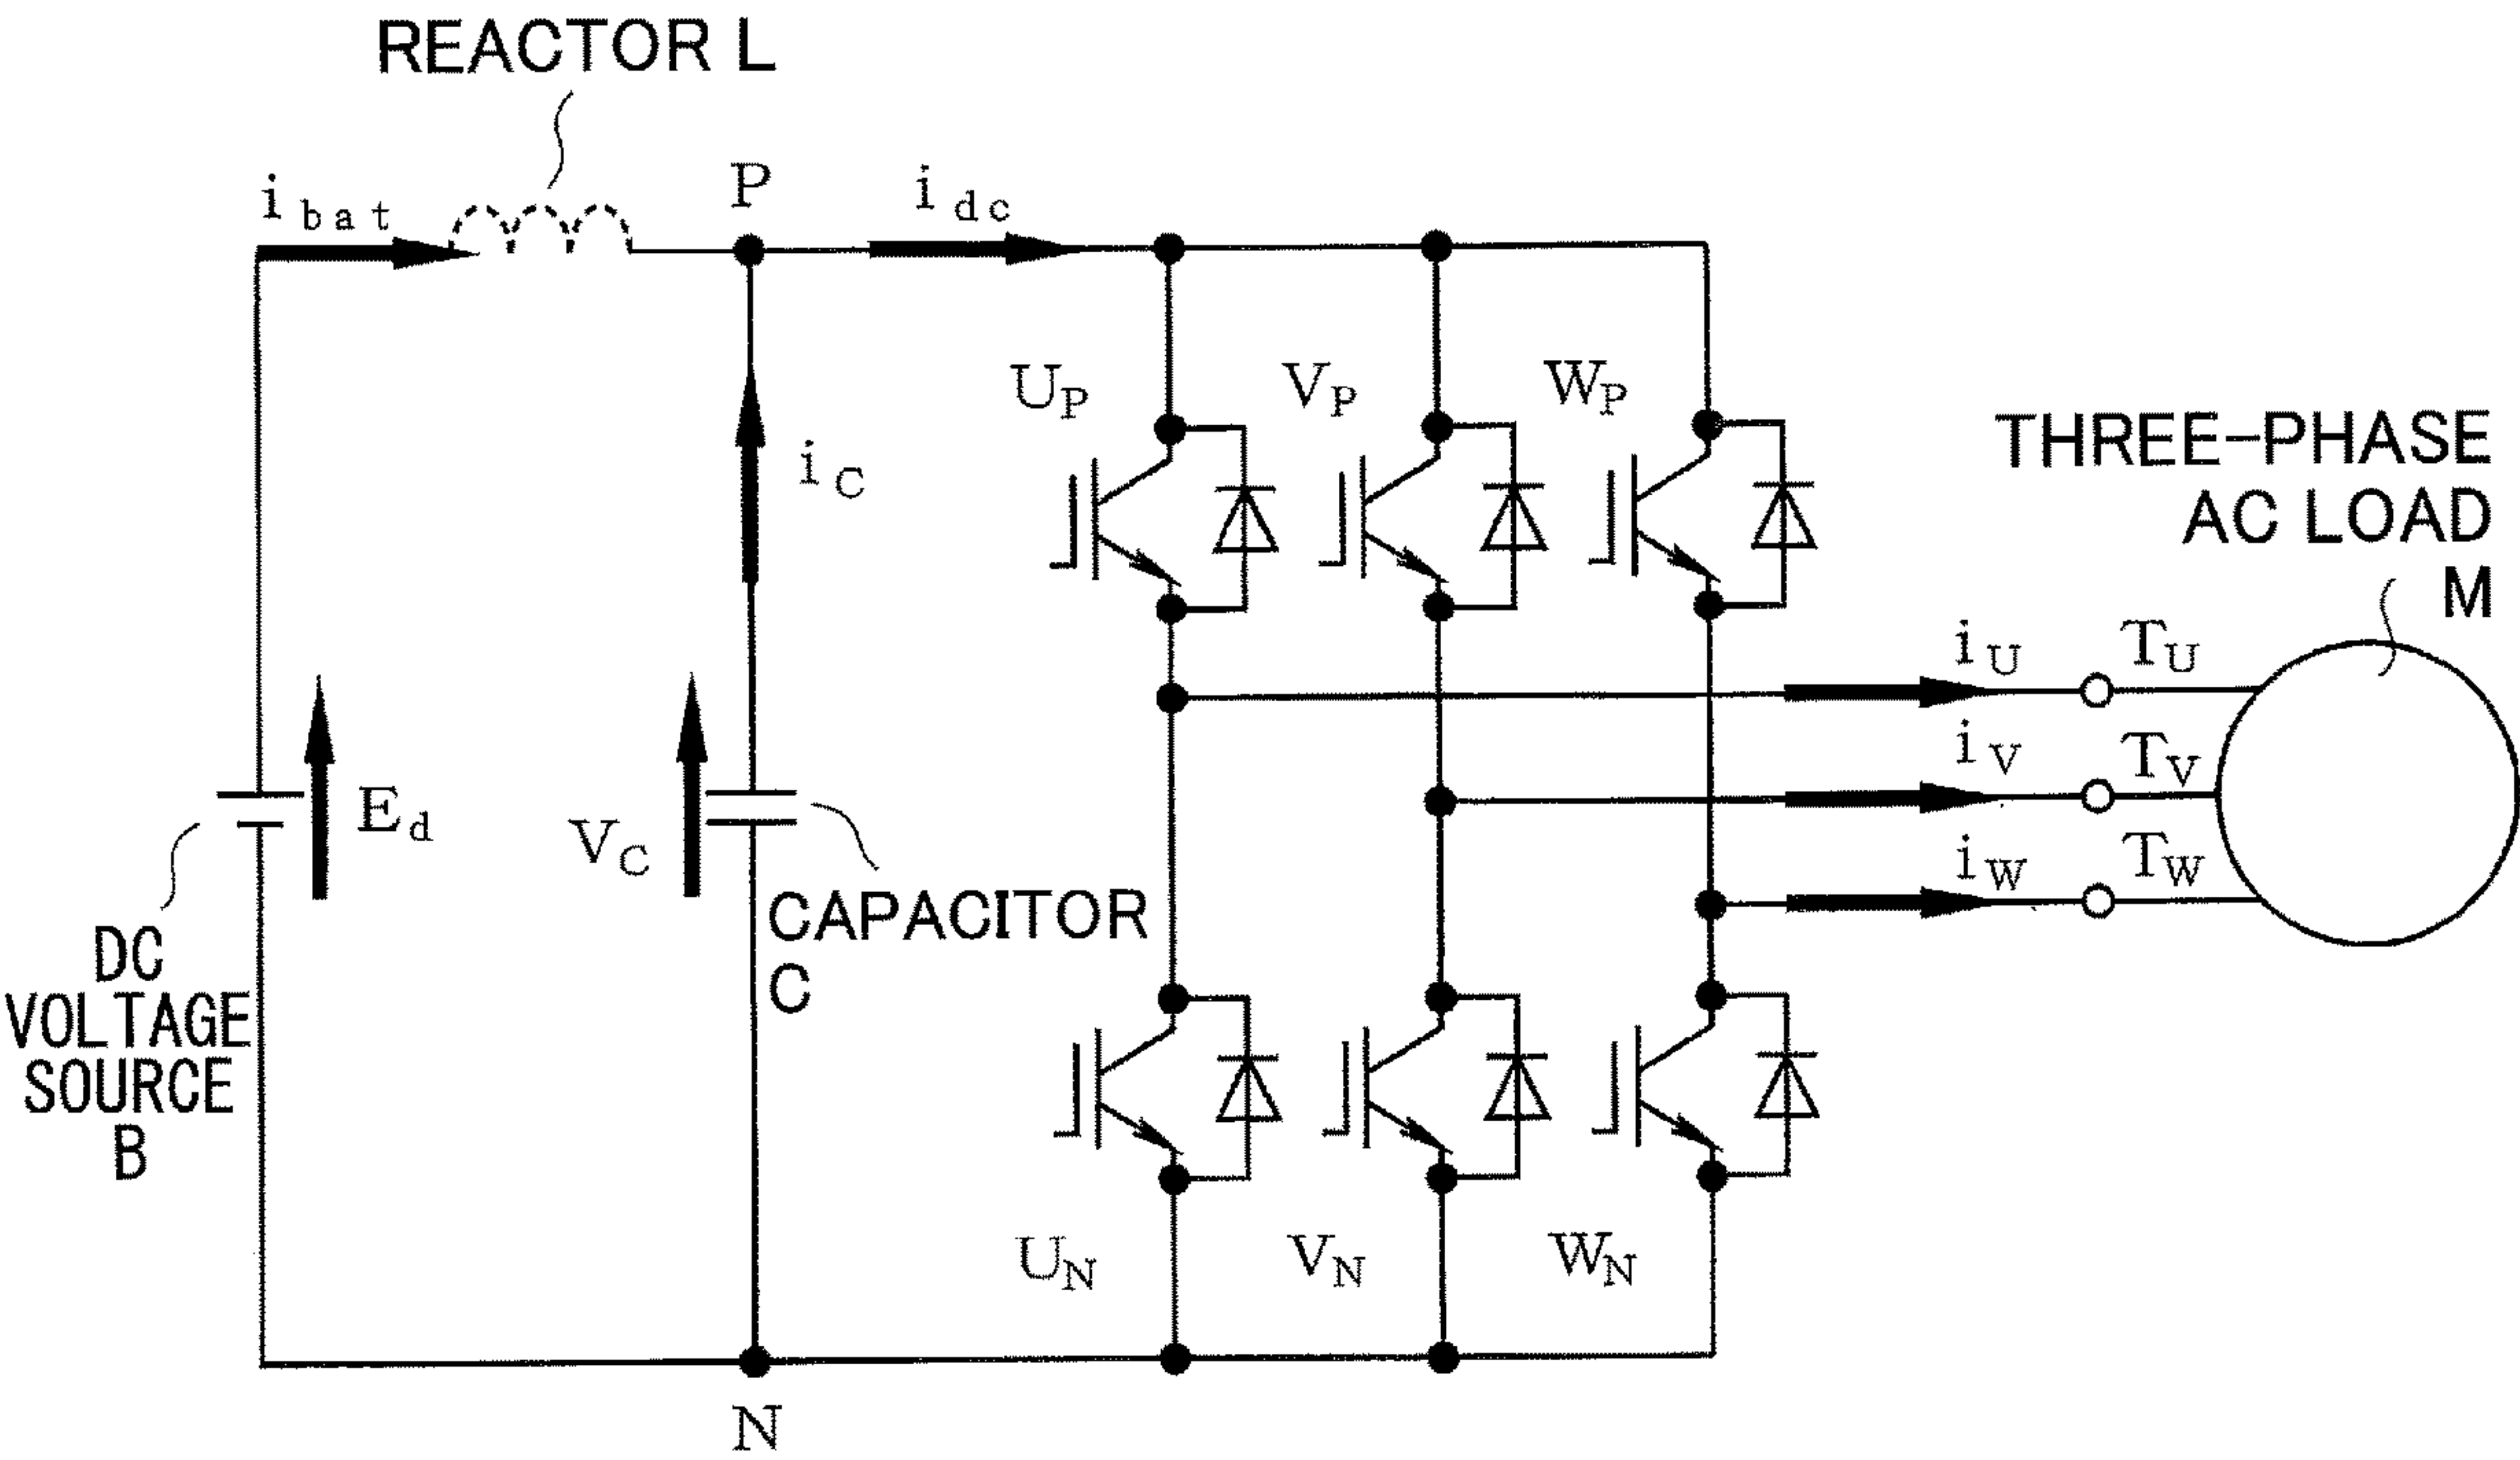 REACTOR L
i bat
P
i dc
U P
V P
W P
i C
THREE-PHASE
AC LOAD
M
i U
T U
i V
T V
i W
T W
E d
V C
CAPACITOR
C
DC
VOLTAGE
SOURCE
B
U N
V N
W N
N